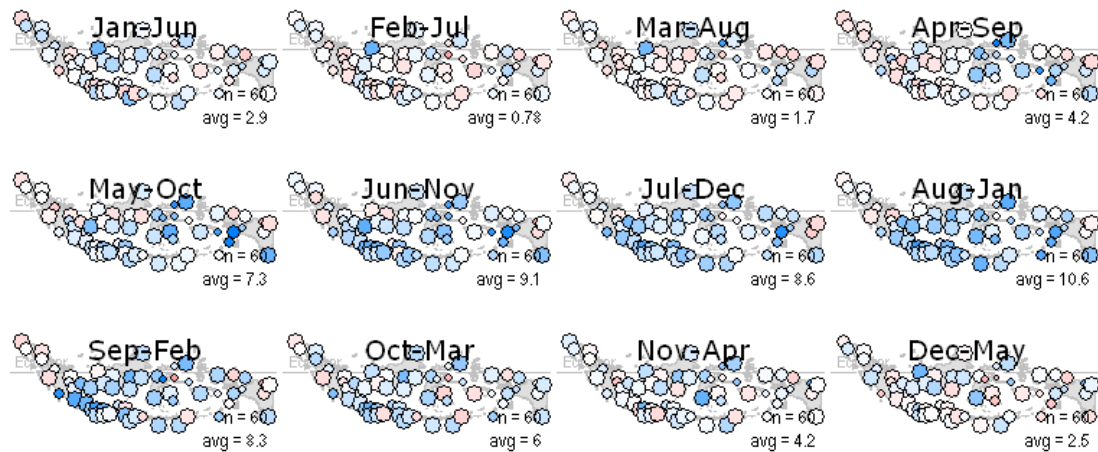 Jan-Jun
n = 60
avg = 2.9
Feb-Jul
n = 60
avg = 0.78
Mar-Aug
n = 60
avg = 1.7
Apr-Sep
n = 60
avg = 4.2
May-Oct
n = 60
avg = 7.3
Jun-Nov
n = 60
avg = 9.1
Jul-Dec
n = 60
avg = 8.6
Aug-Jan
n = 60
avg = 10.6
Sep-Feb
n = 60
avg = 8.3
Oct-Mar
n = 60
avg = 6
Nov-Apr
n = 60
avg = 4.2
Dec-May
n = 60
avg = 2.5